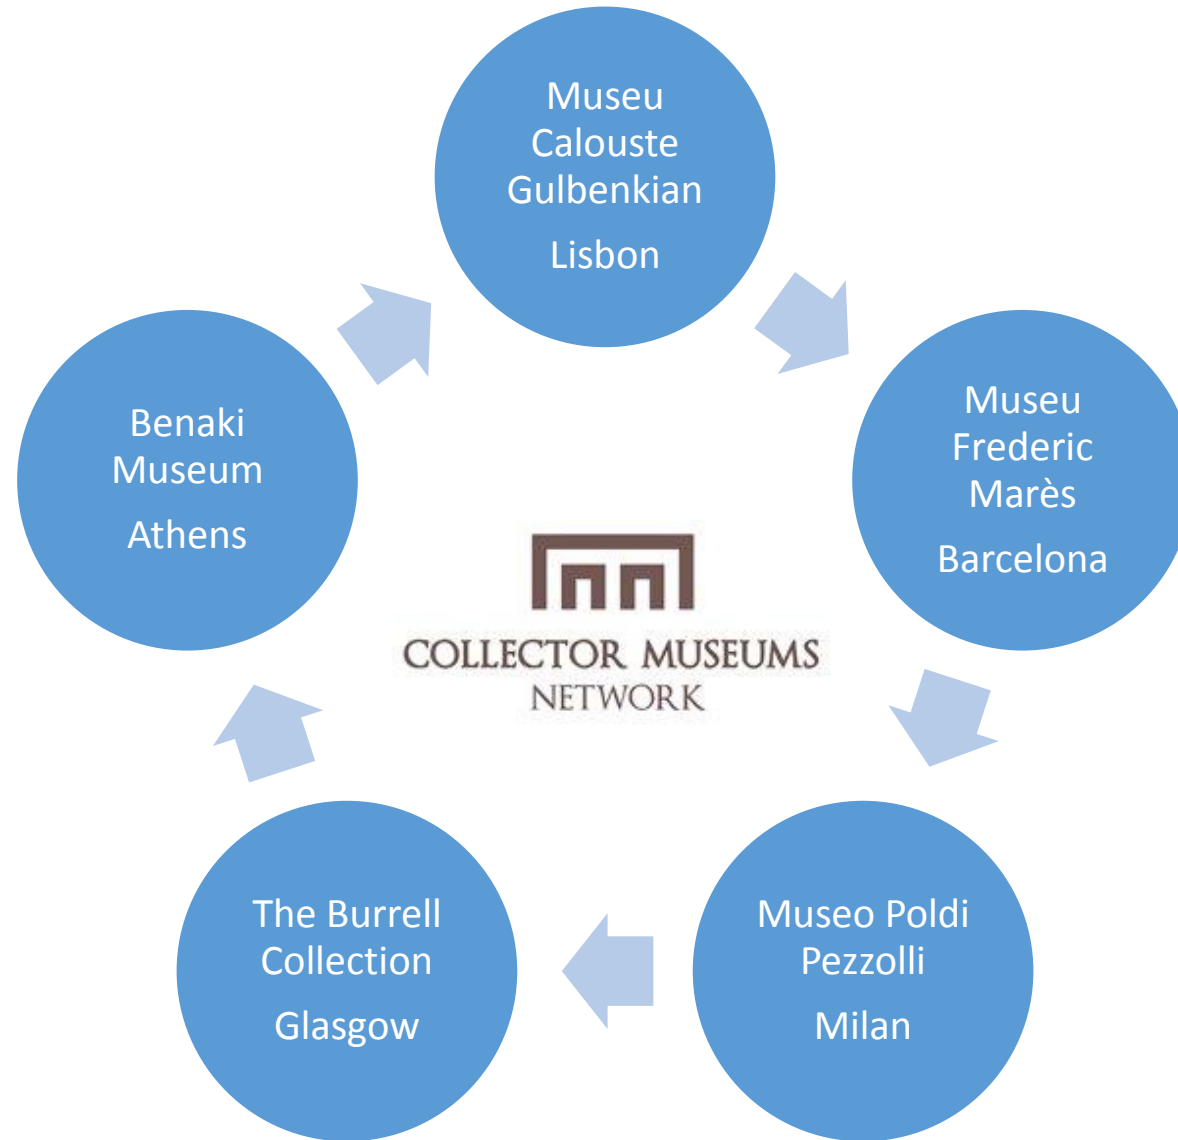 Museu
Calouste
Gulbenkian
Lisbon
Museu
Frederic
Marès
Barcelona
Museo Poldi
Pezzolli
Milan
The Burrell
Collection
Glasgow
Benaki
Museum
Athens
COLLECTOR MUSEUMS
NETWORK